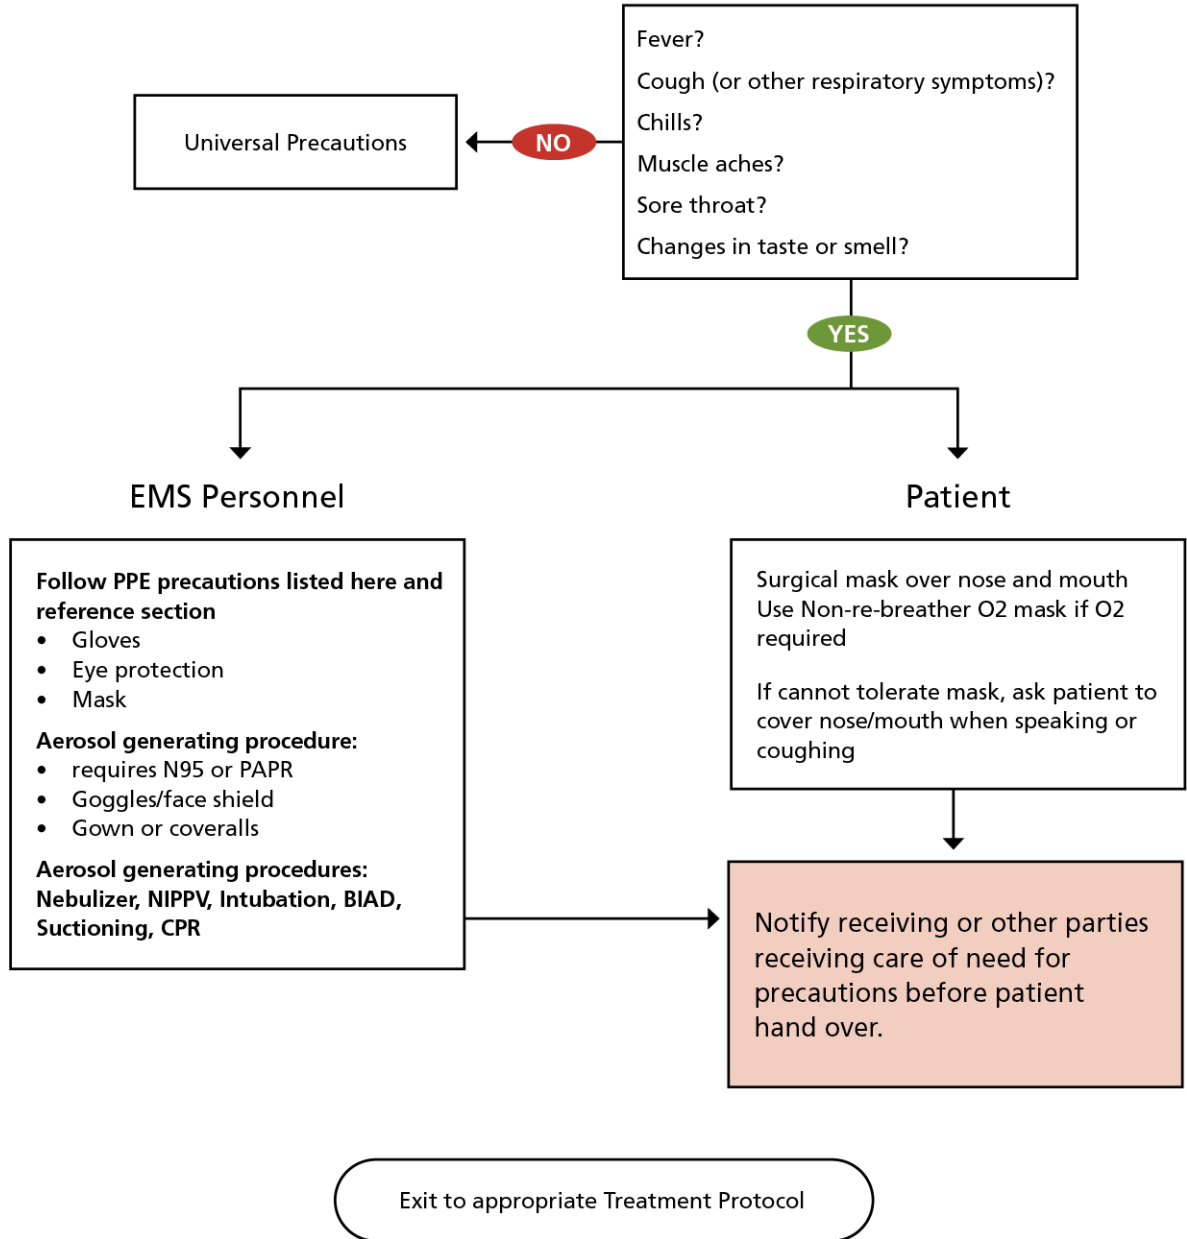 Fever?
Cough (or other respiratory symptoms)?
Chills?
Muscle aches?
Sore throat?
Changes in taste or smell?
NO
Universal Precautions
YES
EMS Personnel
Follow PPE precautions listed here and
reference section
• Gloves
• Eye protection
• Mask
Aerosol generating procedure:
• requires N95 or PAPR
• Goggles/face shield
• Gown or coveralls
Aerosol generating procedures:
Nebulizer, NIPPV, Intubation, BIAD,
Suctioning, CPR
Patient
Surgical mask over nose and mouth
Use Non-re-breather O2 mask if O2
required
If cannot tolerate mask, ask patient to
cover nose/mouth when speaking or
coughing
Notify receiving or other parties
receiving care of need for
precautions before patient
hand over.
Exit to appropriate Treatment Protocol